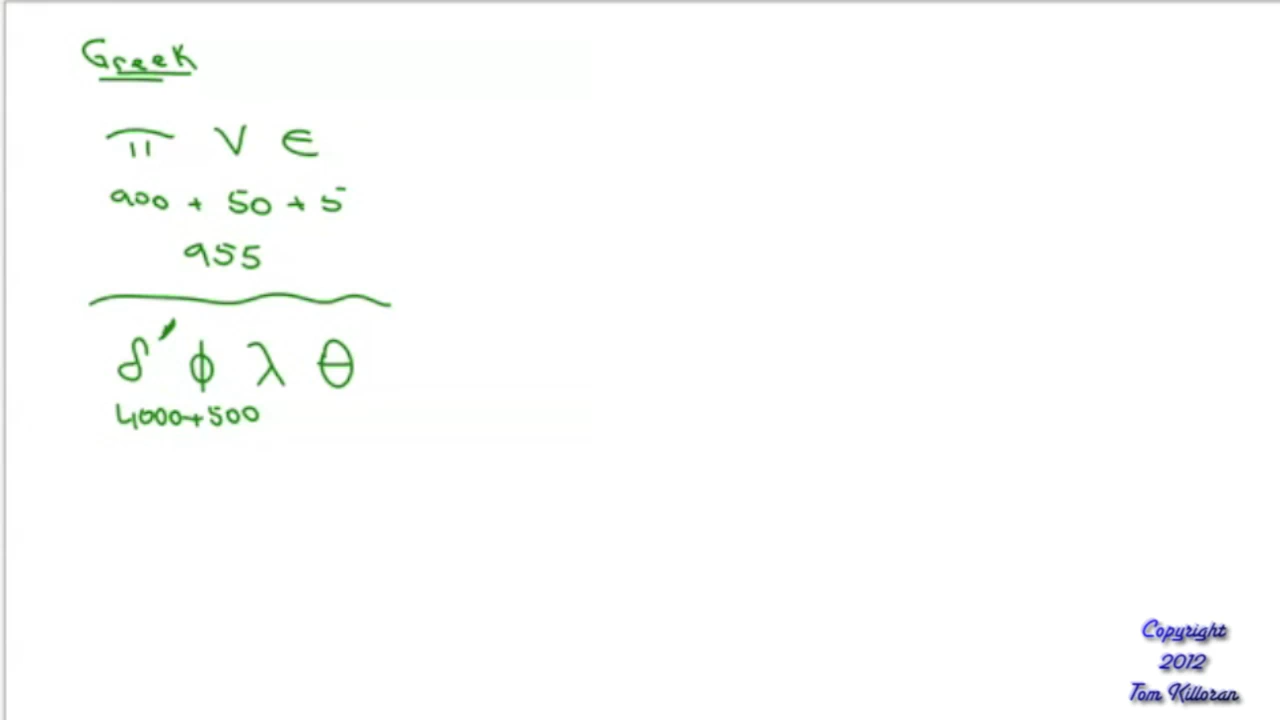 Greek
ϡ ν ε
900 + 50 + 5
955
δ′ φ λ θ
4000+500
Copyright
2012
Tom Killoran